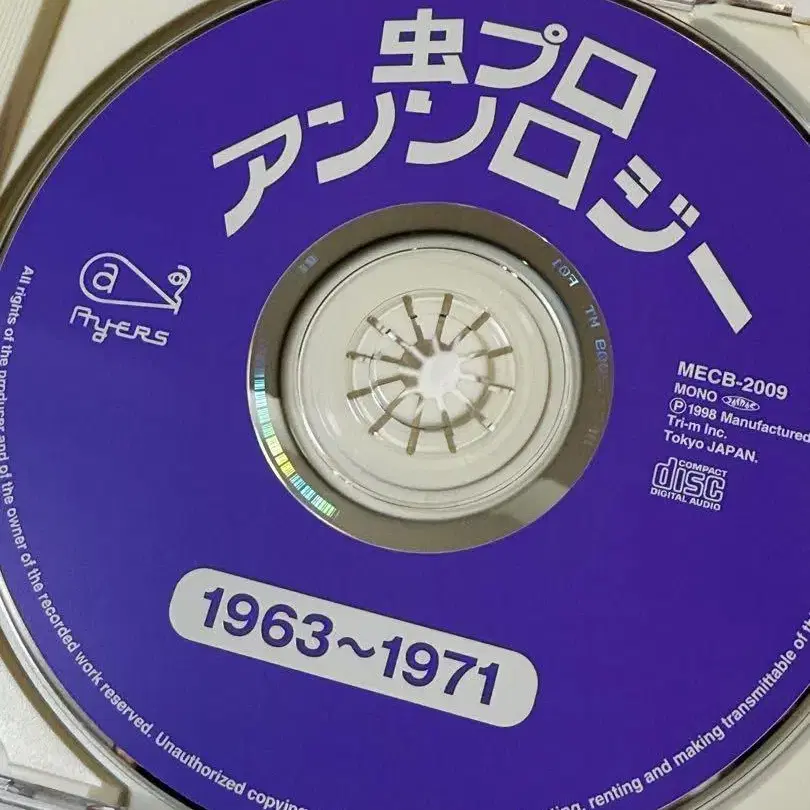 虫プロ
アンソロジー
a
AyERS
MECB-2009
MONO JASRAC
Ⓟ1998 Manufactured
Tri-m Inc.
Tokyo JAPAN.
COMPACT
disc
DIGITAL AUDIO
1963~1971
All rights of the producer and of the owner of the recorded work reserved. Unauthorized copying
renting and making transmittable of